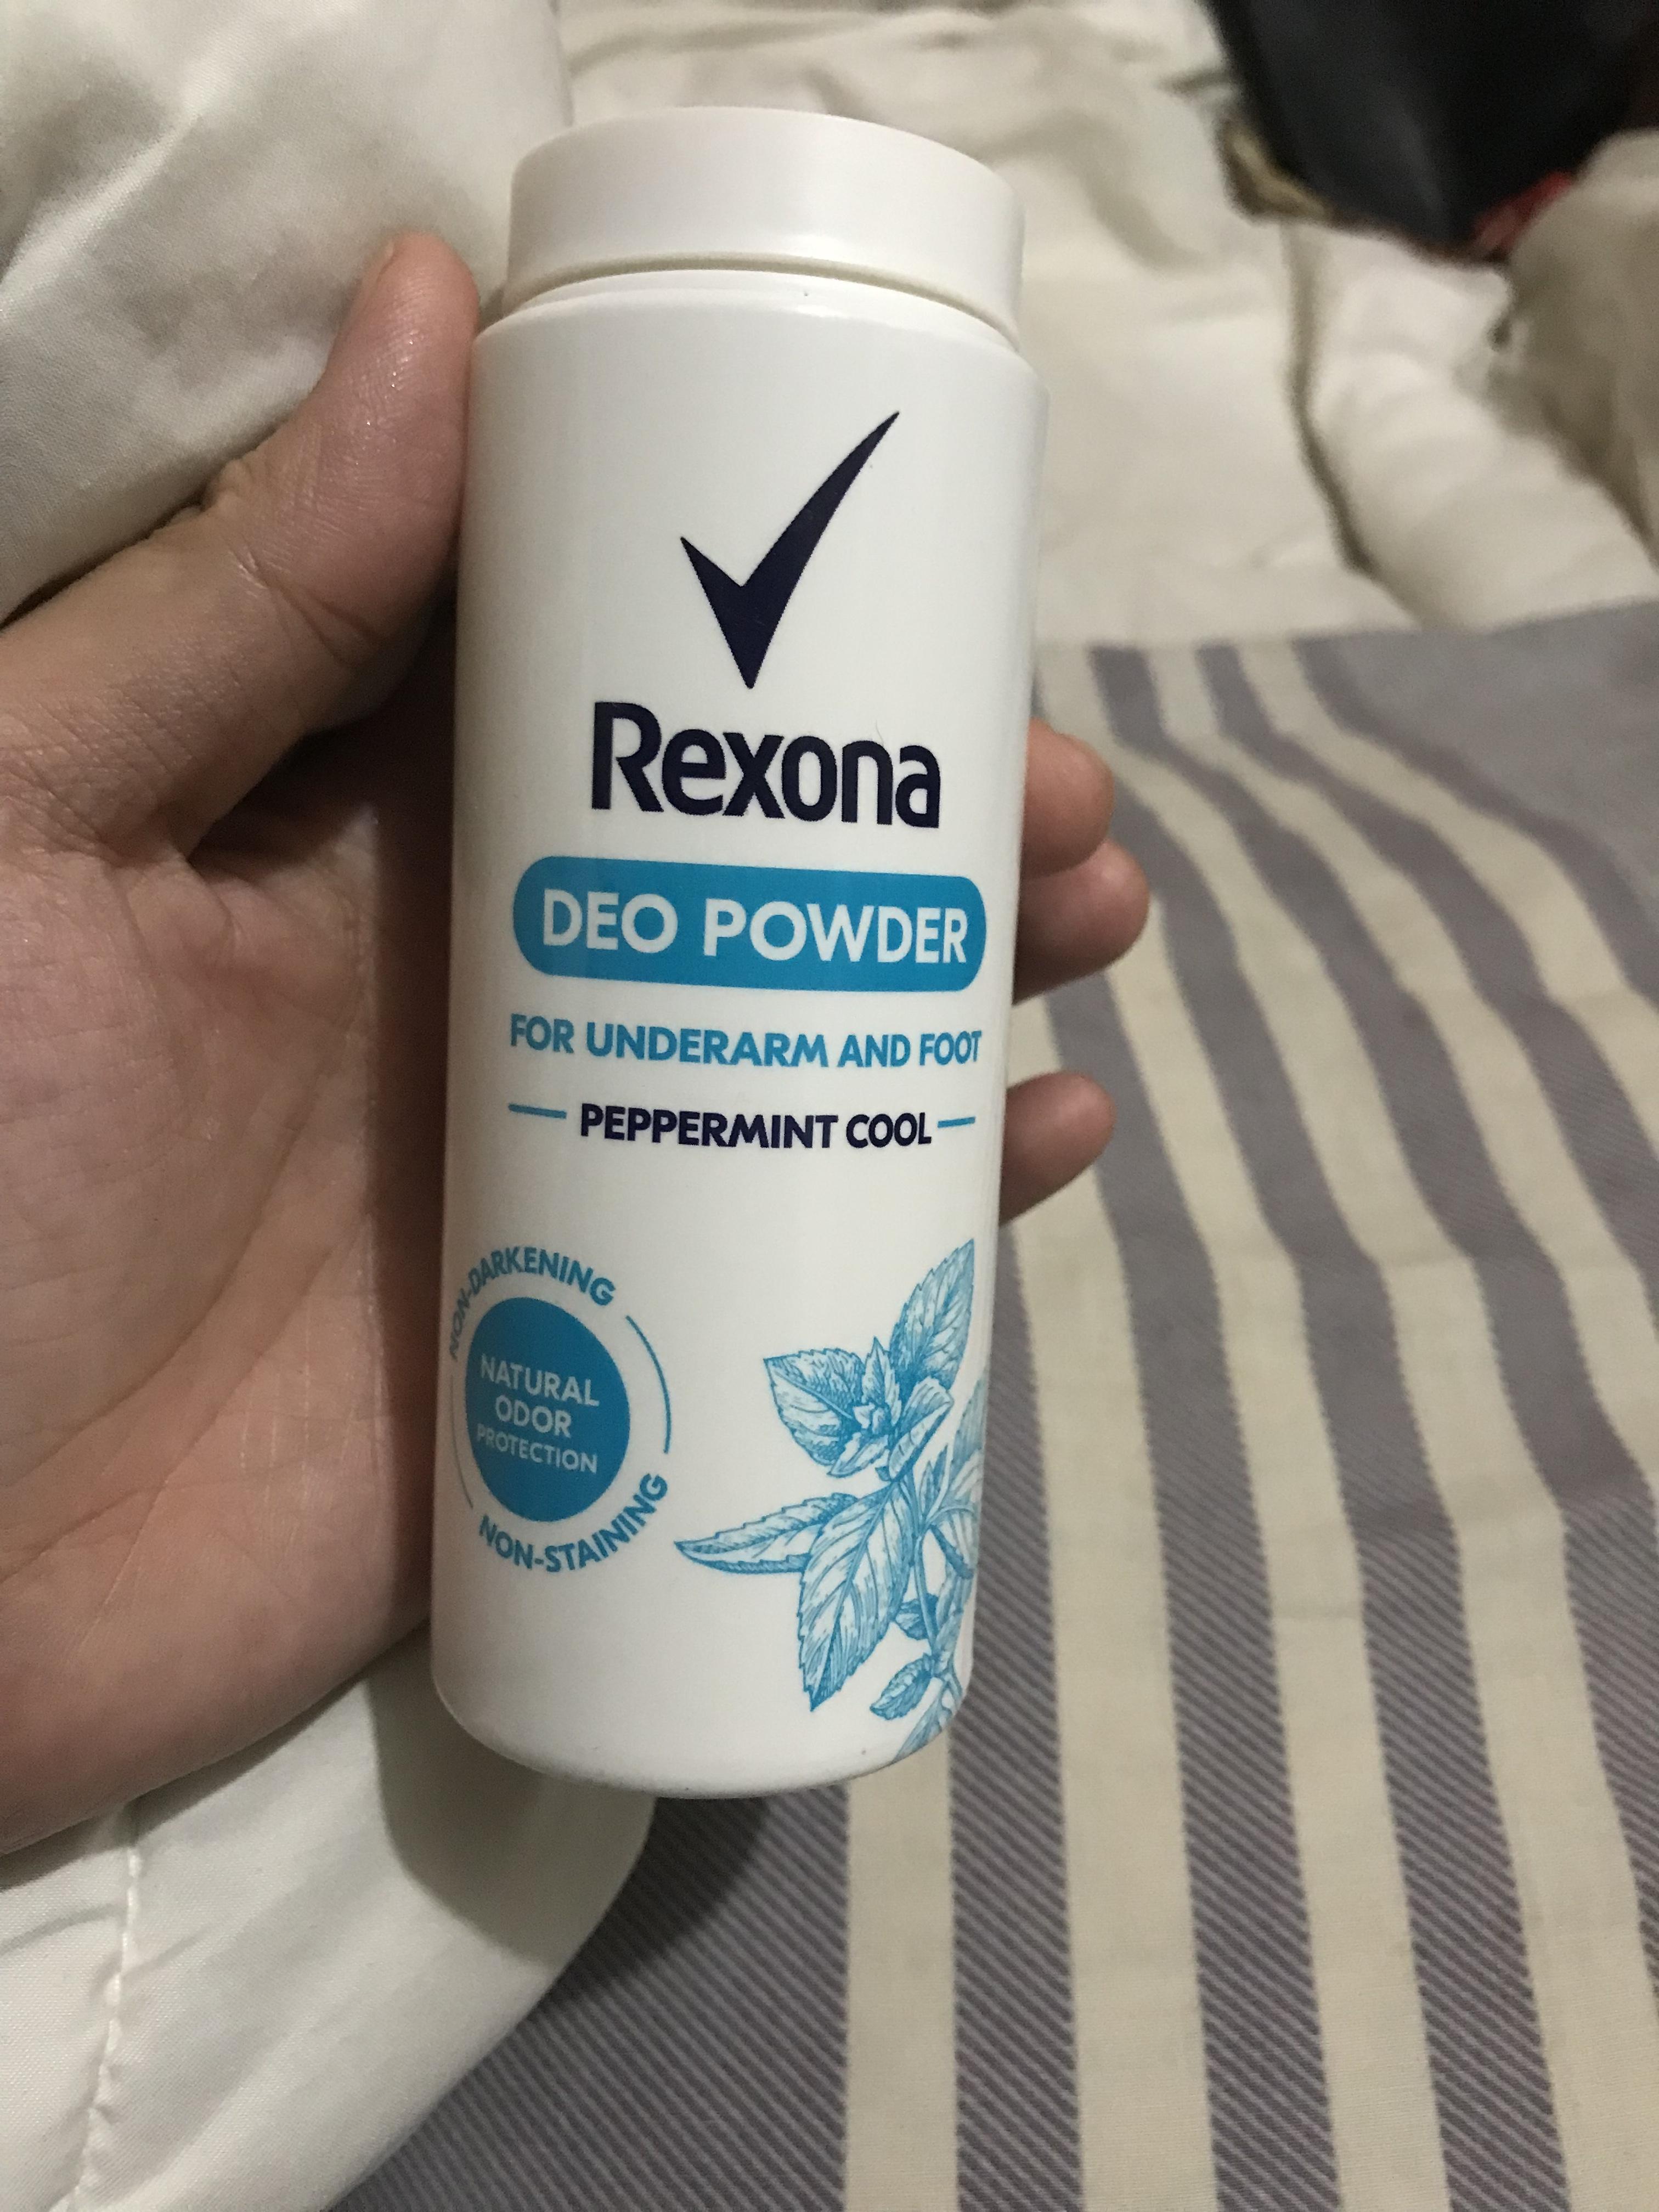 Rexona
DEO POWDER
FOR UNDERARM AND FOOT
PEPPERMINT COOL
NON-DARKENING
NATURAL
ODOR
PROTECTION
NON-STAINING